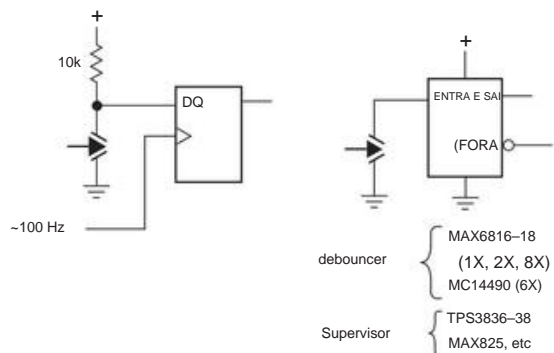 +
10k
DQ
~100 Hz
+
ENTRA E SAI
(FORA
debouncer
MAX6816–18
(1X, 2X, 8X)
MC14490 (6X)
Supervisor
TPS3836–38
MAX825, etc